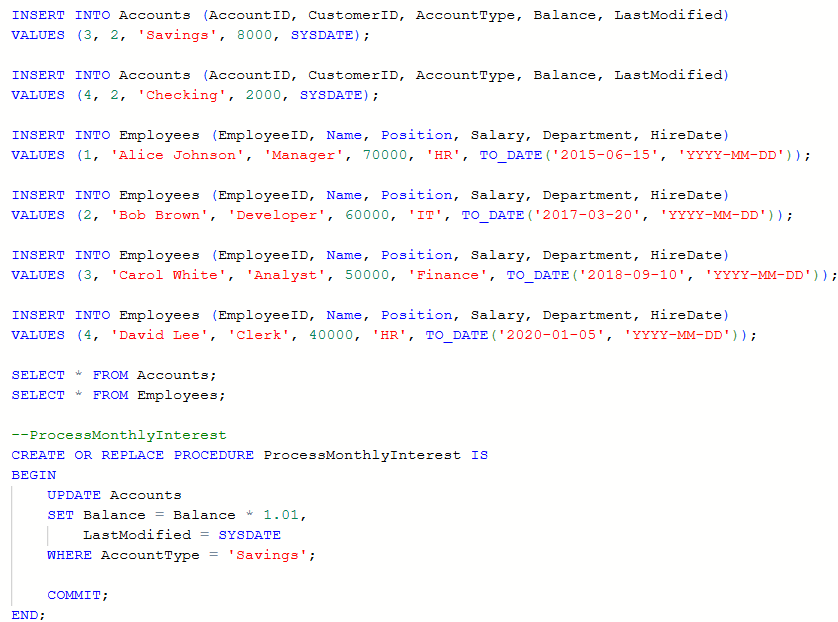 INSERT INTO Accounts (AccountID, CustomerID, AccountType, Balance, LastModified)
VALUES (3, 2, 'Savings', 8000, SYSDATE);

INSERT INTO Accounts (AccountID, CustomerID, AccountType, Balance, LastModified)
VALUES (4, 2, 'Checking', 2000, SYSDATE);

INSERT INTO Employees (EmployeeID, Name, Position, Salary, Department, HireDate)
VALUES (1, 'Alice Johnson', 'Manager', 70000, 'HR', TO_DATE('2015-06-15', 'YYYY-MM-DD'));

INSERT INTO Employees (EmployeeID, Name, Position, Salary, Department, HireDate)
VALUES (2, 'Bob Brown', 'Developer', 60000, 'IT', TO_DATE('2017-03-20', 'YYYY-MM-DD'));

INSERT INTO Employees (EmployeeID, Name, Position, Salary, Department, HireDate)
VALUES (3, 'Carol White', 'Analyst', 50000, 'Finance', TO_DATE('2018-09-10', 'YYYY-MM-DD'));

INSERT INTO Employees (EmployeeID, Name, Position, Salary, Department, HireDate)
VALUES (4, 'David Lee', 'Clerk', 40000, 'HR', TO_DATE('2020-01-05', 'YYYY-MM-DD'));

SELECT * FROM Accounts;
SELECT * FROM Employees;

--ProcessMonthlyInterest
CREATE OR REPLACE PROCEDURE ProcessMonthlyInterest IS
BEGIN
    UPDATE Accounts
    SET Balance = Balance * 1.01,
        LastModified = SYSDATE
    WHERE AccountType = 'Savings';

    COMMIT;
END;